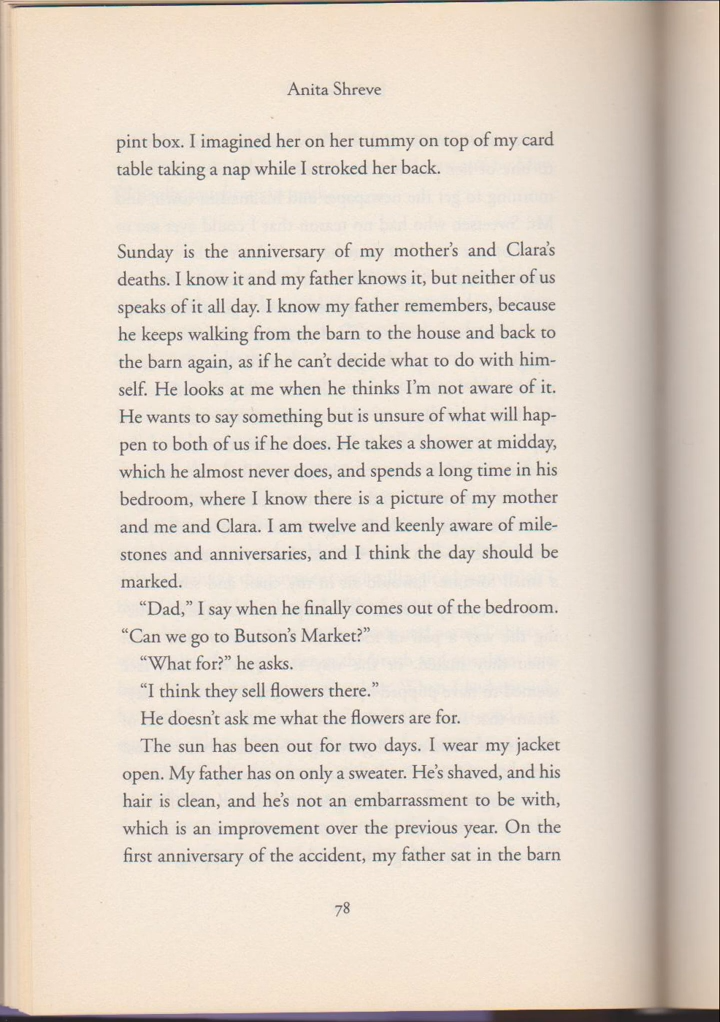 Anita Shreve
pint box. I imagined her on her tummy on top of my card
table taking a nap while I stroked her back.
Sunday is the anniversary of my mother’s and Clara’s
deaths. I know it and my father knows it, but neither of us
speaks of it all day. I know my father remembers, because
he keeps walking from the barn to the house and back to
the barn again, as if he can’t decide what to do with him-
self. He looks at me when he thinks I’m not aware of it.
He wants to say something but is unsure of what will hap-
pen to both of us if he does. He takes a shower at midday,
which he almost never does, and spends a long time in his
bedroom, where I know there is a picture of my mother
and me and Clara. I am twelve and keenly aware of mile-
stones and anniversaries, and I think the day should be
marked.
“Dad,” I say when he finally comes out of the bedroom.
“Can we go to Butson’s Market?”
“What for?” he asks.
“I think they sell flowers there.”
He doesn’t ask me what the flowers are for.
The sun has been out for two days. I wear my jacket
open. My father has on only a sweater. He’s shaved, and his
hair is clean, and he’s not an embarrassment to be with,
which is an improvement over the previous year. On the
first anniversary of the accident, my father sat in the barn
78